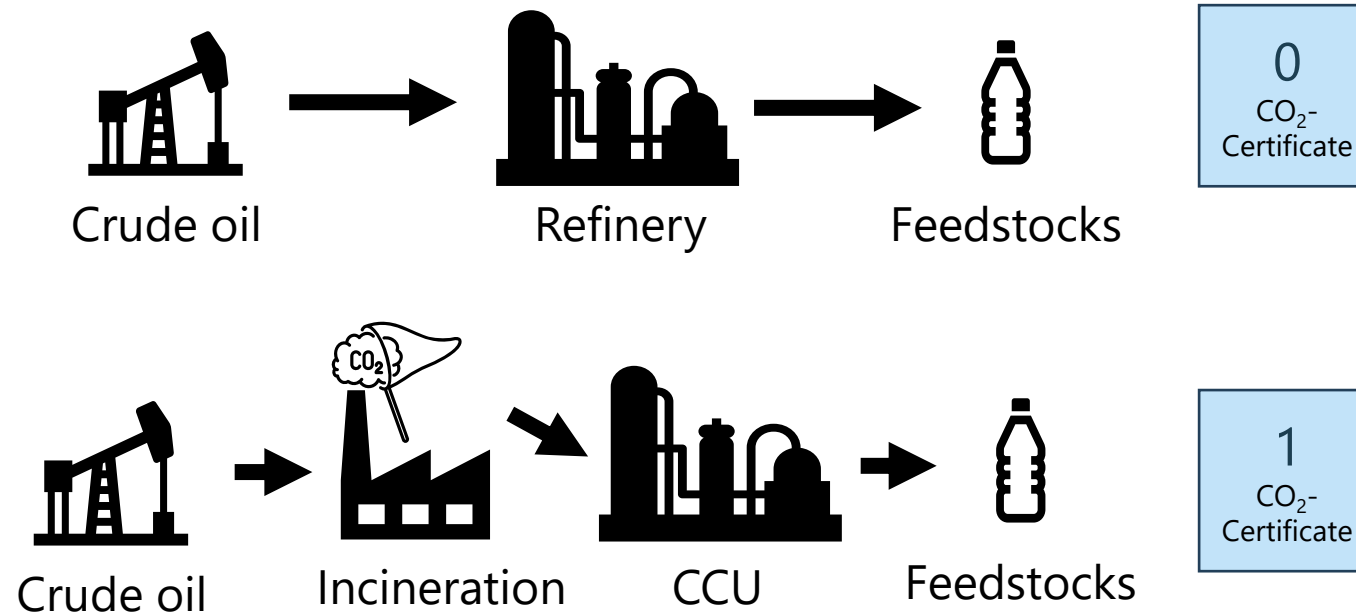 0
CO₂-
Certificate
Crude oil
Refinery
Feedstocks
CO₂
1
CO₂-
Certificate
Crude oil
Incineration
CCU
Feedstocks